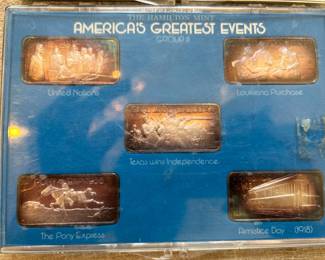 THE HAMILTON MINT
AMERICA'S GREATEST EVENTS
GROUP II
United Nations
Louisiana Purchase
Texas wins Independence
The Pony Express
Armistice Day (1918)